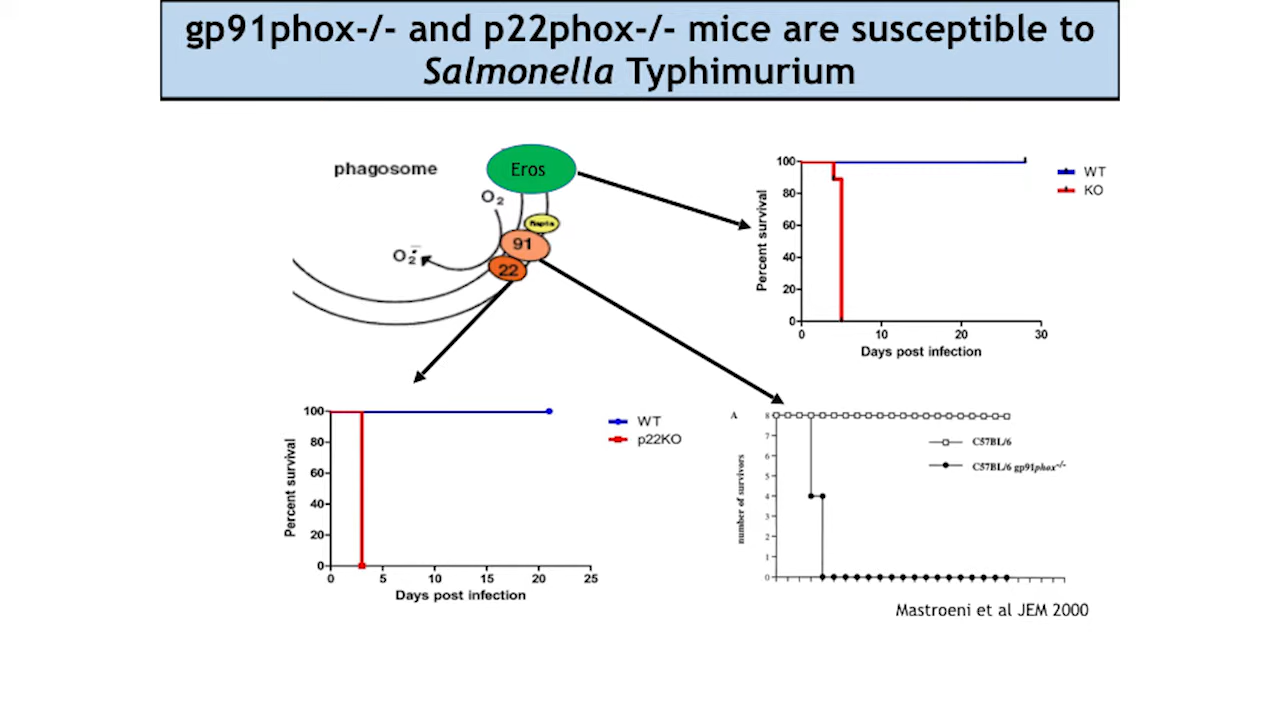 gp91phox-/- and p22phox-/- mice are susceptible to
Salmonella Typhimurium
phagosome
Eros
O2
91
22
O2-
100
80
60
40
20
0
0
10
20
30
Percent survival
Days post infection
WT
KO
100
80
60
40
20
0
0
5
10
15
20
25
Percent survival
Days post infection
WT
p22KO
A
8
7
6
5
4
3
2
1
0
number of survivors
C57BL/6
C57BL/6 gp91phox-/-
Mastroeni et al JEM 2000